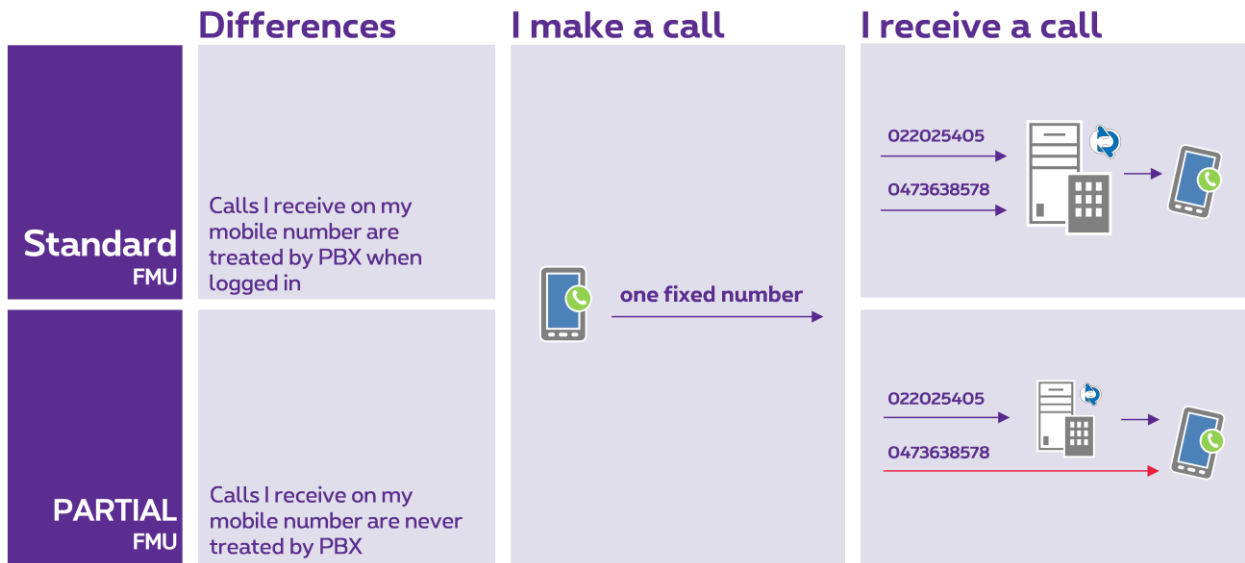 Differences
I make a call
I receive a call
Standard
FMU
Calls I receive on my
mobile number are
treated by PBX when
logged in
one fixed number
022025405
0473638578
PARTIAL
FMU
Calls I receive on my
mobile number are never
treated by PBX
022025405
0473638578